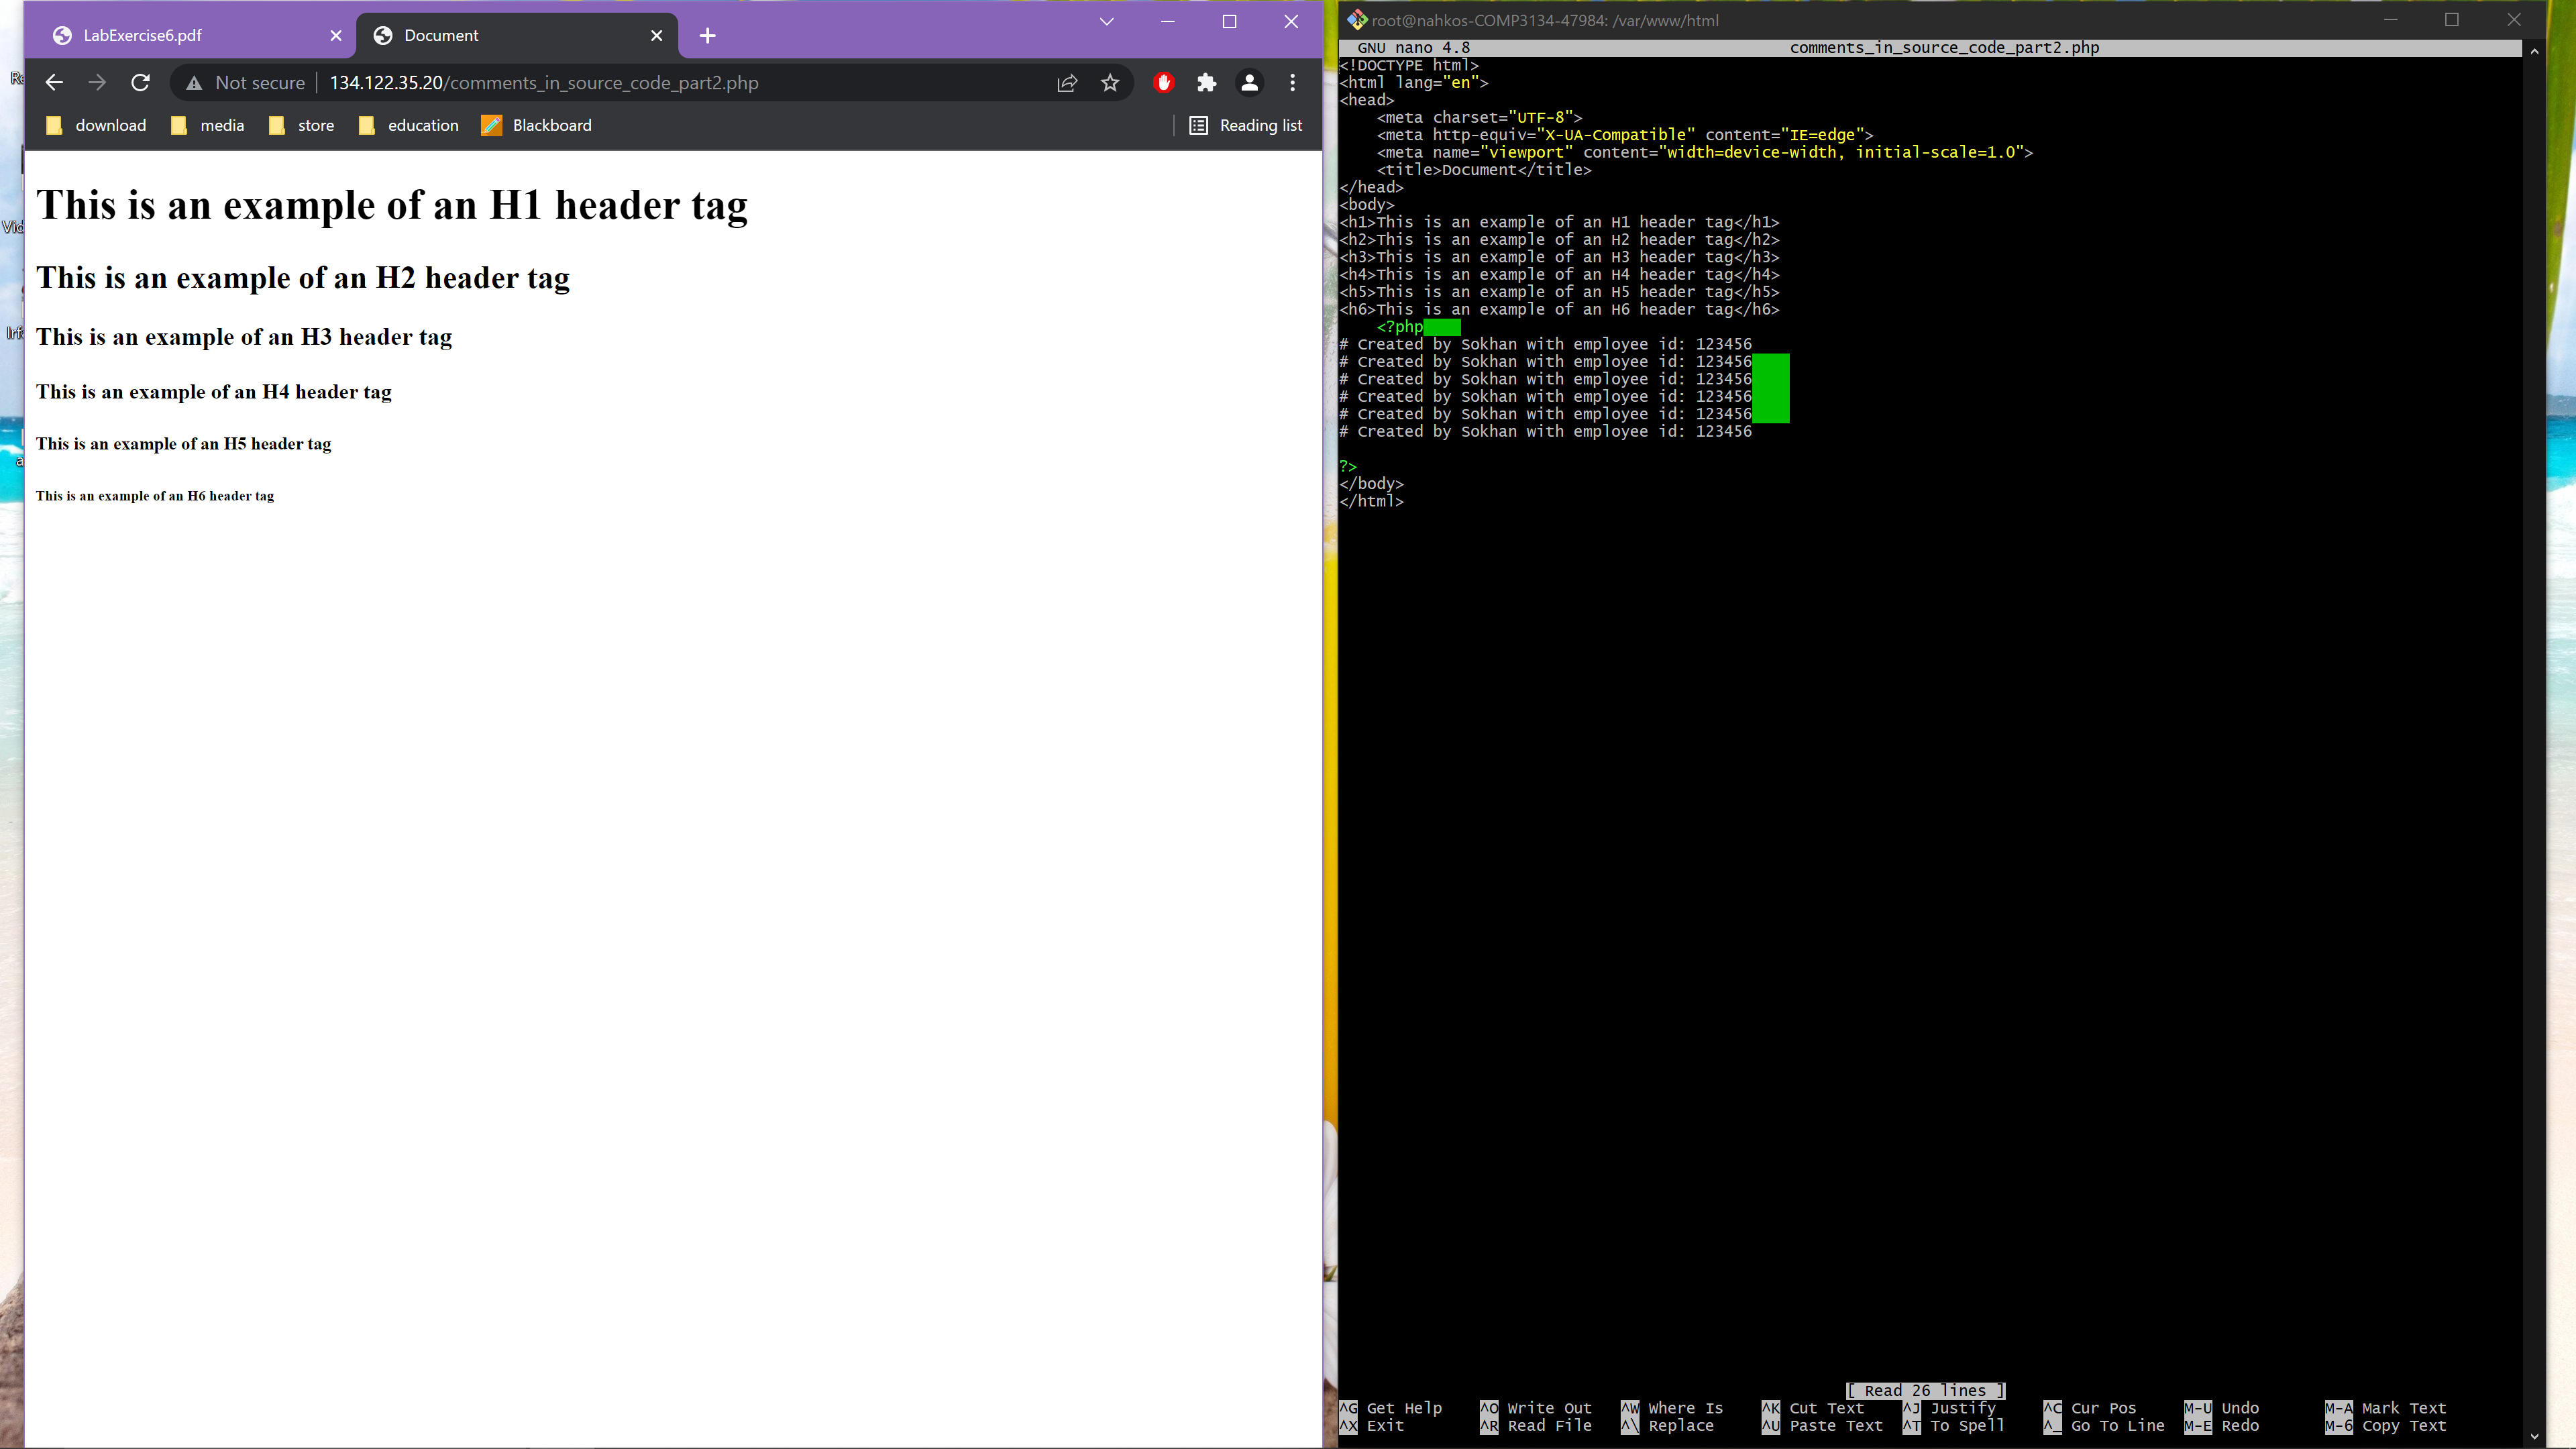 LabExercise6.pdf
Document
Not secure
134.122.35.20/comments_in_source_code_part2.php
download
media
store
education
Blackboard
Reading list
This is an example of an H1 header tag
This is an example of an H2 header tag
This is an example of an H3 header tag
This is an example of an H4 header tag
This is an example of an H5 header tag
This is an example of an H6 header tag
root@nahkos-COMP3134-47984: /var/www/html
GNU nano 4.8 comments_in_source_code_part2.php
<!DOCTYPE html>
<html lang="en">
<head>
    <meta charset="UTF-8">
    <meta http-equiv="X-UA-Compatible" content="IE=edge">
    <meta name="viewport" content="width=device-width, initial-scale=1.0">
    <title>Document</title>
</head>
<body>
<h1>This is an example of an H1 header tag</h1>
<h2>This is an example of an H2 header tag</h2>
<h3>This is an example of an H3 header tag</h3>
<h4>This is an example of an H4 header tag</h4>
<h5>This is an example of an H5 header tag</h5>
<h6>This is an example of an H6 header tag</h6>
    <?php
# Created by Sokhan with employee id: 123456
# Created by Sokhan with employee id: 123456
# Created by Sokhan with employee id: 123456
# Created by Sokhan with employee id: 123456
# Created by Sokhan with employee id: 123456
# Created by Sokhan with employee id: 123456
?>
</body>
</html>
[ Read 26 lines ]
^G Get Help ^O Write Out ^W Where Is ^K Cut Text ^J Justify ^C Cur Pos M-U Undo M-A Mark Text
^X Exit ^R Read File ^\ Replace ^U Paste Text ^T To Spell ^_ Go To Line M-E Redo M-6 Copy Text